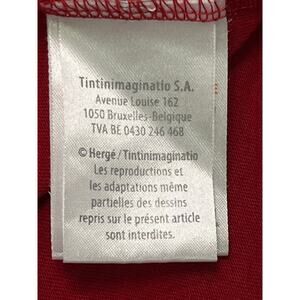 Tintinimaginatio S.A.
Avenue Louise 162
1050 Bruxelles-Belgique
TVA BE 0430 246 468
© Hergé / Tintinimaginatio
Les reproductions et
les adaptations même
partielles des dessins
repris sur le présent article
sont interdites.